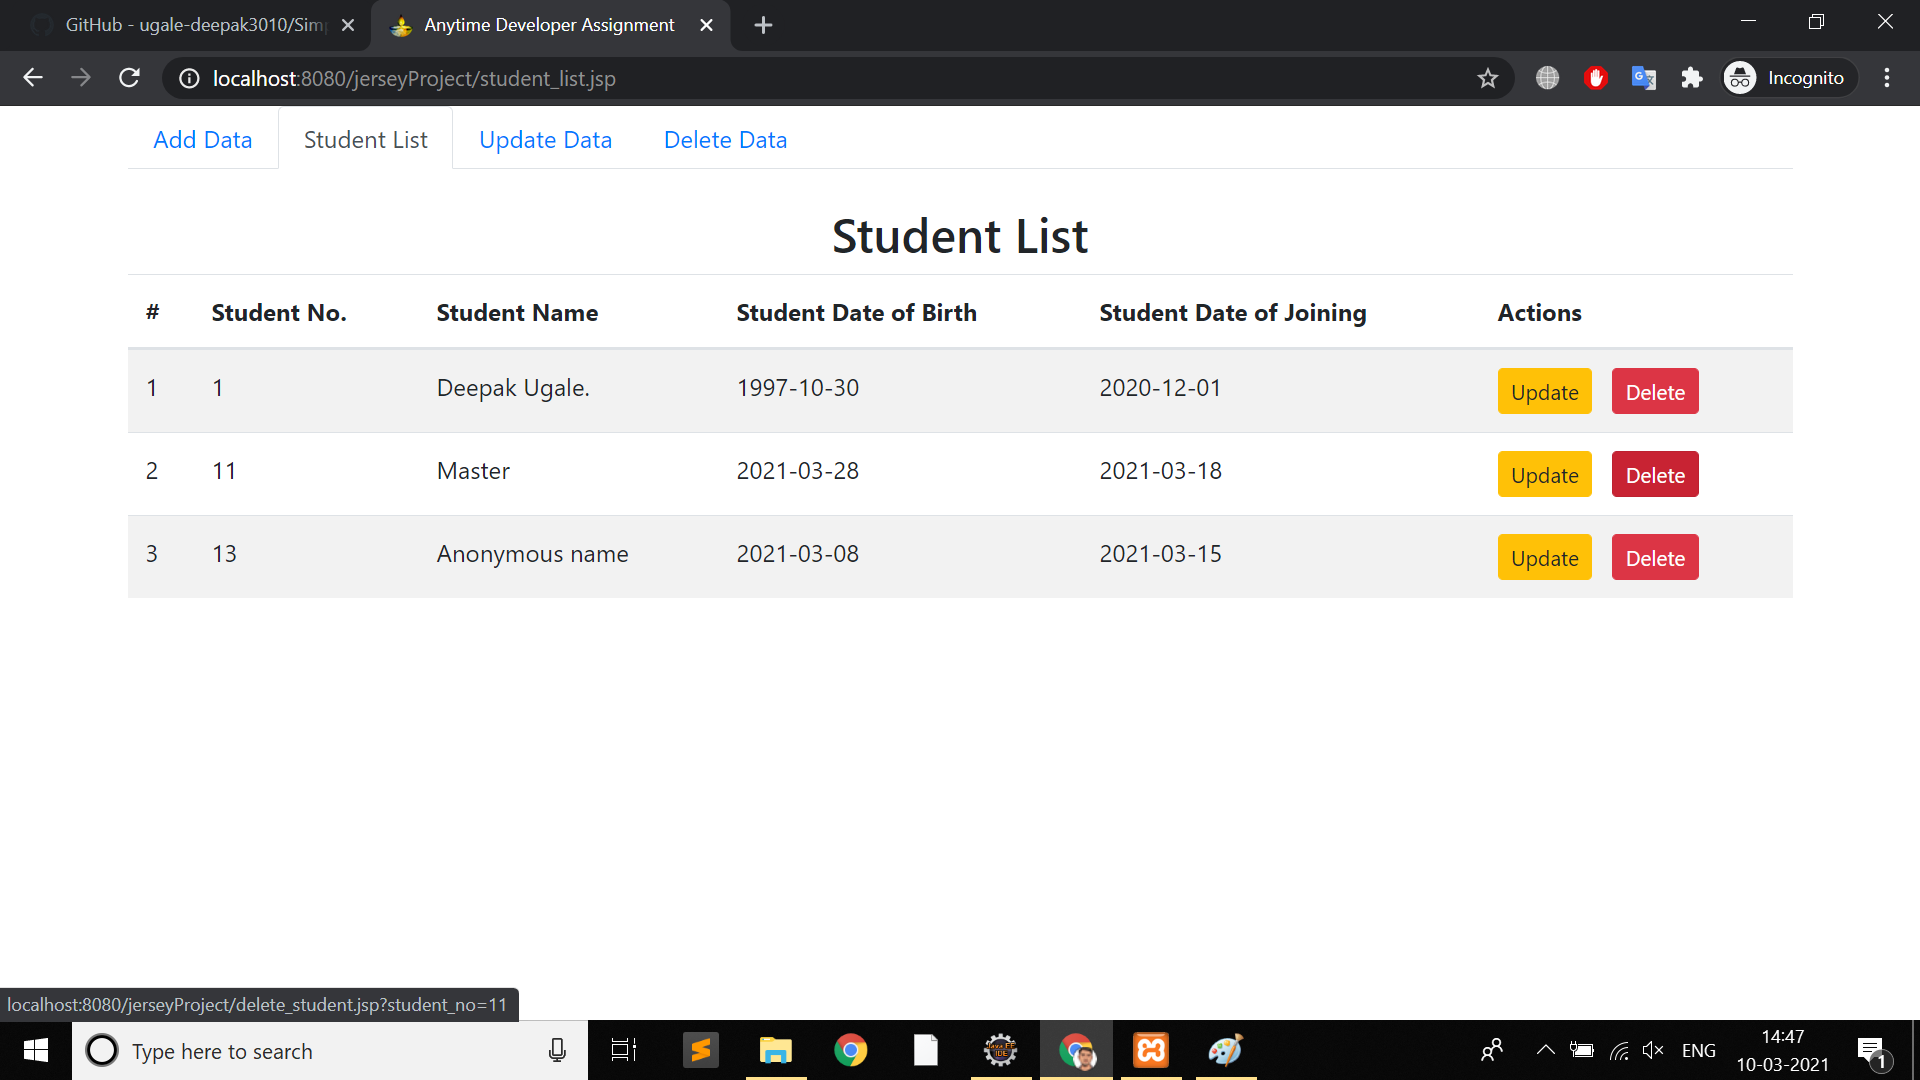 GitHub - ugale-deepak3010/Sim
Anytime Developer Assignment
localhost:8080/jerseyProject/student_list.jsp
Incognito
Add Data
Student List
Update Data
Delete Data
Student List
# Student No. Student Name Student Date of Birth Student Date of Joining Actions
1 1 Deepak Ugale. 1997-10-30 2020-12-01 Update Delete
2 11 Master 2021-03-28 2021-03-18 Update Delete
3 13 Anonymous name 2021-03-08 2021-03-15 Update Delete
localhost:8080/jerseyProject/delete_student.jsp?student_no=11
Type here to search
ENG
14:47
10-03-2021
1